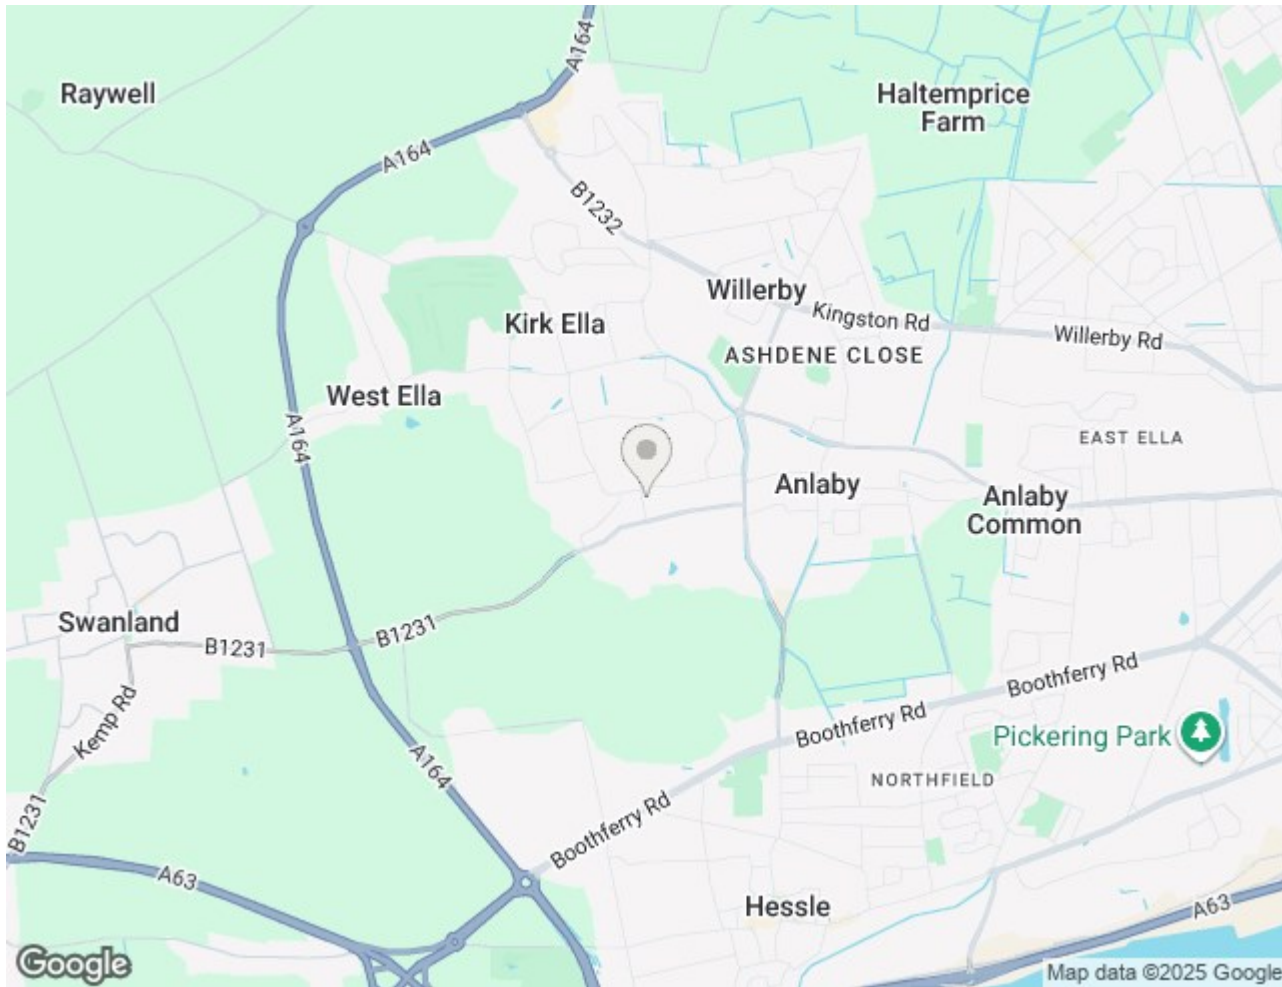 A164
Raywell
Haltemprice
Farm
A164
B1232
Willerby
Kingston Rd
Willerby Rd
Kirk Ella
ASHDENE CLOSE
West Ella
A164
EAST ELLA
Anlaby
Anlaby
Common
Swanland
B1231
B1231
Kemp Rd
Boothferry Rd
Boothferry Rd
Pickering Park
A164
NORTHFIELD
B1231
Boothferry Rd
A63
Hessle
A63
Google
Map data ©2025 Google